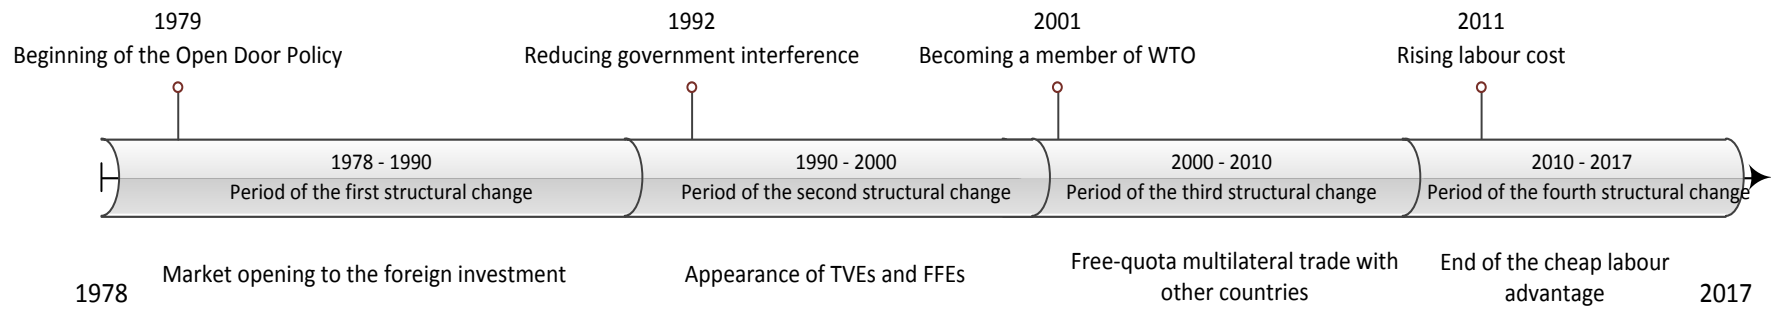 1979
Beginning of the Open Door Policy
1992
Reducing government interference
2001
Becoming a member of WTO
2011
Rising labour cost
1978 - 1990
Period of the first structural change
1990 - 2000
Period of the second structural change
2000 - 2010
Period of the third structural change
2010 - 2017
Period of the fourth structural change
1978
Market opening to the foreign investment
Appearance of TVEs and FFEs
Free-quota multilateral trade with
other countries
End of the cheap labour
advantage
2017